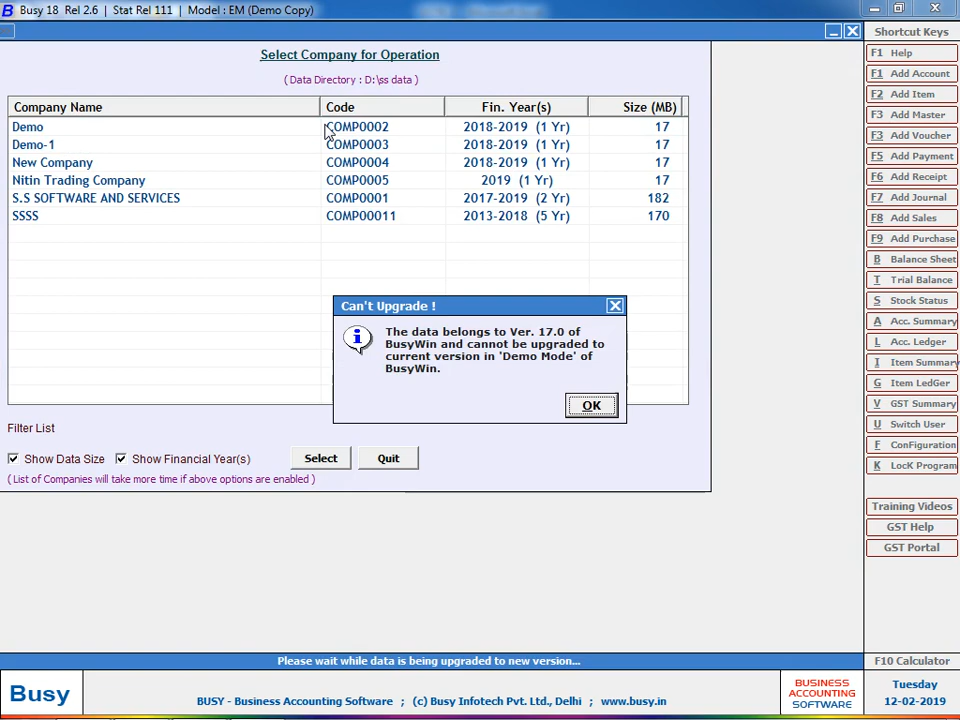 Busy 18 Rel 2.6 | Stat Rel 111 | Model : EM (Demo Copy)
Select Company for Operation
( Data Directory : D:\ss data )
Company Name Code Fin. Year(s) Size (MB)
Demo COMP0002 2018-2019 (1 Yr) 17
Demo-1 COMP0003 2018-2019 (1 Yr) 17
New Company COMP0004 2018-2019 (1 Yr) 17
Nitin Trading Company COMP0005 2019 (1 Yr) 17
S.S SOFTWARE AND SERVICES COMP0001 2017-2019 (2 Yr) 182
SSSS COMP00011 2013-2018 (5 Yr) 170
Can't Upgrade !
The data belongs to Ver. 17.0 of
BusyWin and cannot be upgraded to
current version in 'Demo Mode' of
BusyWin.
OK
Filter List
Show Data Size Show Financial Year(s) Select Quit
( List of Companies will take more time if above options are enabled )
Shortcut Keys
F1 Help
F1 Add Account
F2 Add Item
F3 Add Master
F3 Add Voucher
F5 Add Payment
F6 Add Receipt
F7 Add Journal
F8 Add Sales
F9 Add Purchase
B Balance Sheet
T Trial Balance
S Stock Status
A Acc. Summary
L Acc. Ledger
I Item Summary
G Item LedGer
V GST Summary
U Switch User
F ConFiguration
K LocK Program
Training Videos
GST Help
GST Portal
Please wait while data is being upgraded to new version...
F10 Calculator
Busy
BUSY - Business Accounting Software ; (c) Busy Infotech Pvt. Ltd., Delhi ; www.busy.in
BUSINESS
ACCOUNTING
SOFTWARE
Tuesday
12-02-2019